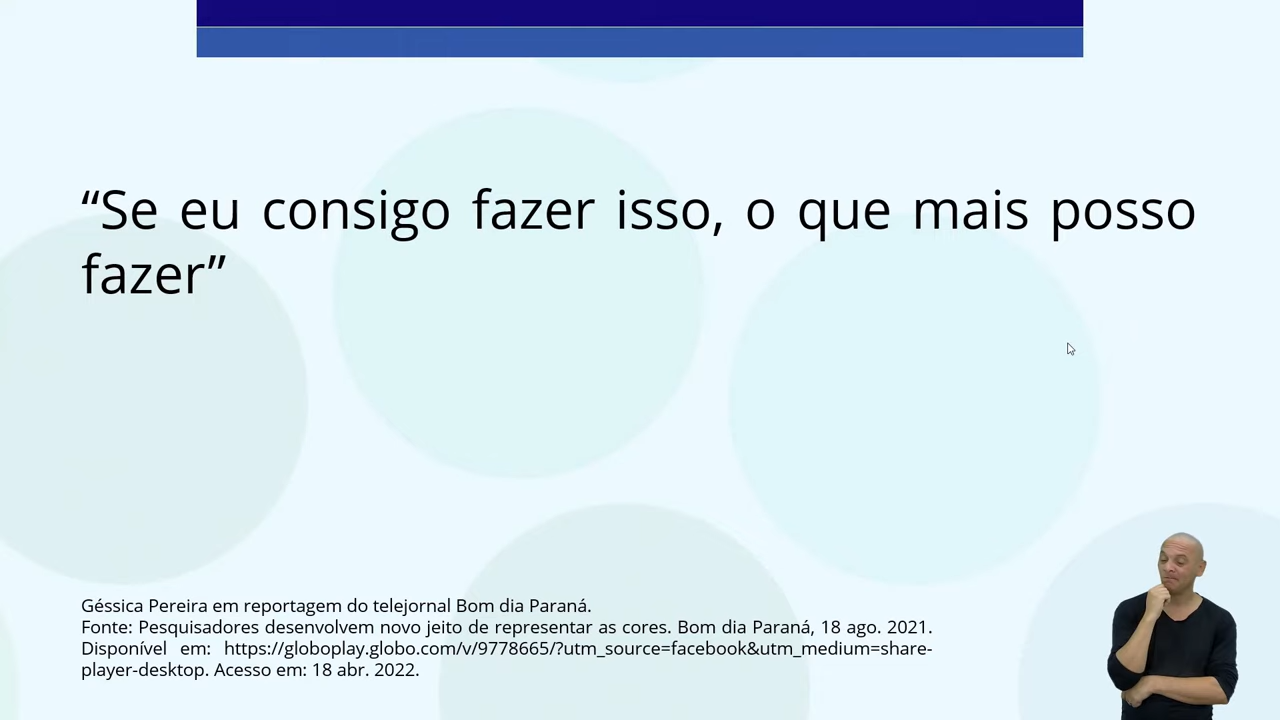 “Se eu consigo fazer isso, o que mais posso
fazer”
Géssica Pereira em reportagem do telejornal Bom dia Paraná.
Fonte: Pesquisadores desenvolvem novo jeito de representar as cores. Bom dia Paraná, 18 ago. 2021.
Disponível em: https://globoplay.globo.com/v/9778665/?utm_source=facebook&utm_medium=share-
player-desktop. Acesso em: 18 abr. 2022.